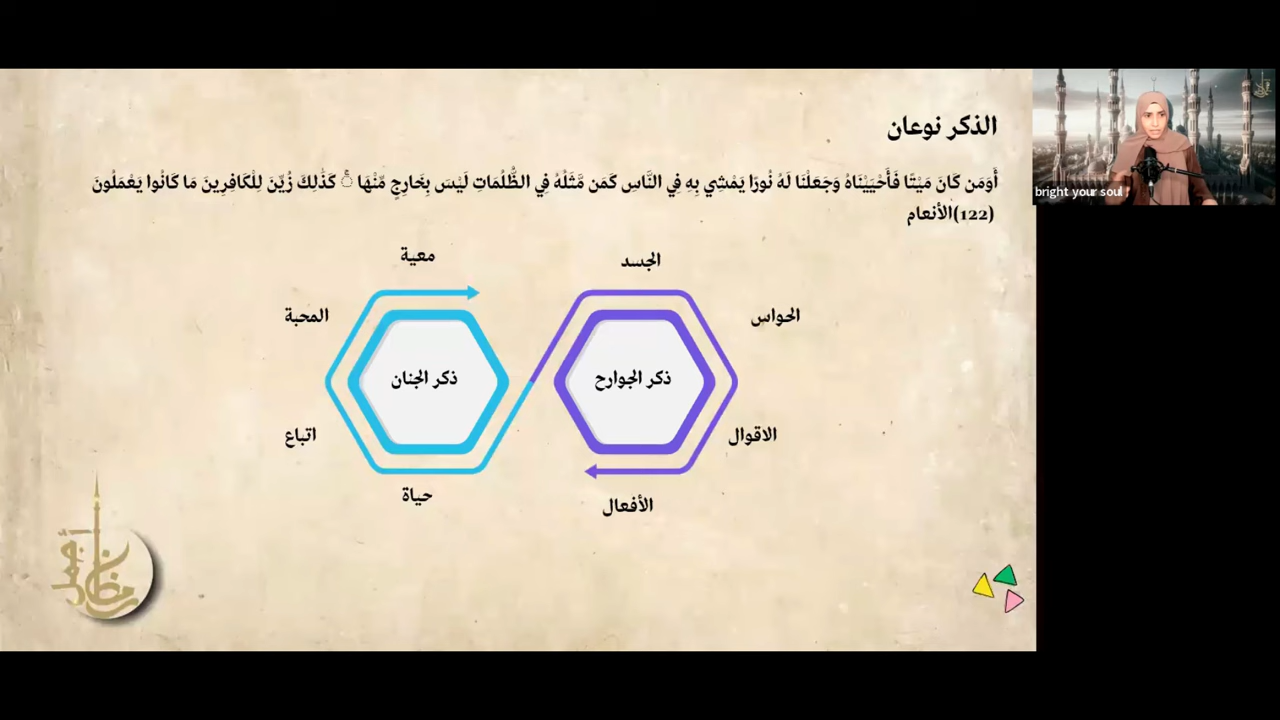 الذكر نوعان
أَوَمَن كَانَ مَيْتًا فَأَحْيَيْنَاهُ وَجَعَلْنَا لَهُ نُورًا يَمْشِي بِهِ فِي النَّاسِ كَمَن مَّثَلُهُ فِي الظُّلُمَاتِ لَيْسَ بِخَارِجٍ مِّنْهَا ۚ كَذَٰلِكَ زُيِّنَ لِلْكَافِرِينَ مَا كَانُوا يَعْمَلُونَ
(122)الأنعام
الجسد
الحواس
ذكر الجوارح
الاقوال
الأفعال
معية
المحبة
ذكر الجنان
اتباع
حياة
bright your soul